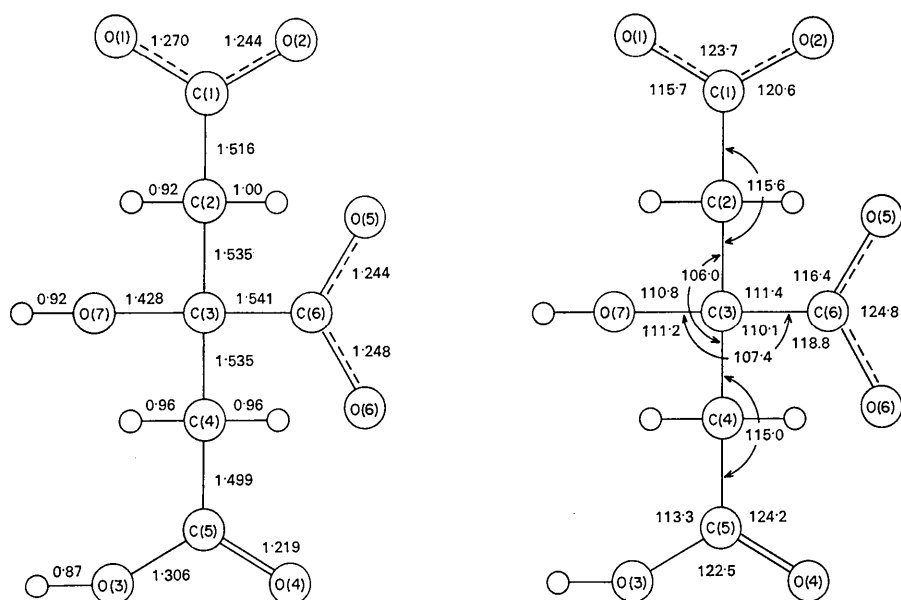 O(1) 1·270 1·244 O(2)
C(1)
1·516
0·92 C(2) 1·00
O(5)
1·535
1·244
0·92 O(7) 1·428 C(3) 1·541 C(6)
1·248
1·535
O(6)
0·96 C(4) 0·96
1·499
C(5)
1·219
0·87 O(3) 1·306 O(4)
O(1) 123·7 O(2)
115·7 C(1) 120·6
115·6
C(2)
O(5)
106·0 116·4
110·8 111·4
O(7) C(3) C(6) 124·8
111·2 110·1 118·8
107·4
O(6)
C(4)
115·0
113·3 C(5) 124·2
122·5
O(3) O(4)